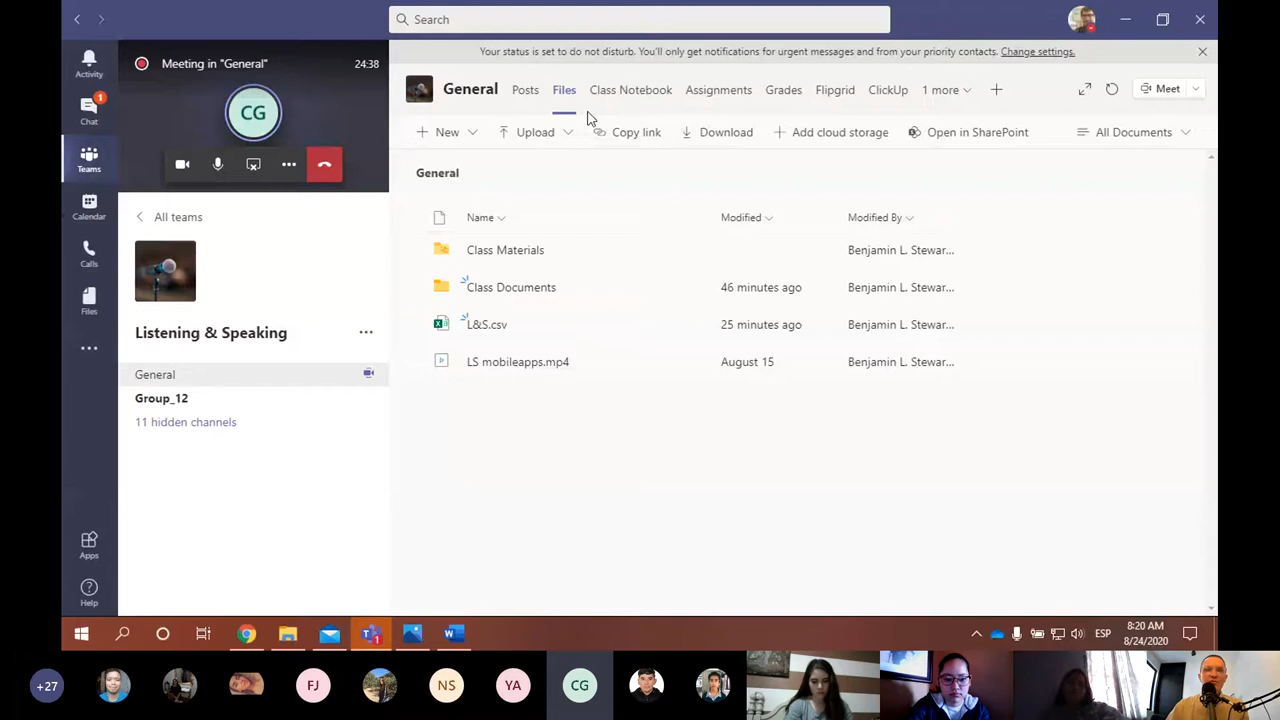 Search
Your status is set to do not disturb. You'll only get notifications for urgent messages and from your priority contacts. Change settings.
Activity
Chat
1
Teams
Calendar
Calls
Files
Apps
Help
Meeting in "General"
24:38
CG
All teams
Listening & Speaking
General
Group_12
11 hidden channels
General Posts Files Class Notebook Assignments Grades Flipgrid ClickUp 1 more
Meet
New Upload Copy link Download Add cloud storage Open in SharePoint All Documents
General
Name Modified Modified By
Class Materials Benjamin L. Stewar...
Class Documents 46 minutes ago Benjamin L. Stewar...
L&S.csv 25 minutes ago Benjamin L. Stewar...
LS mobileapps.mp4 August 15 Benjamin L. Stewar...
1
ESP
8:20 AM
8/24/2020
+27 FJ NS YA CG